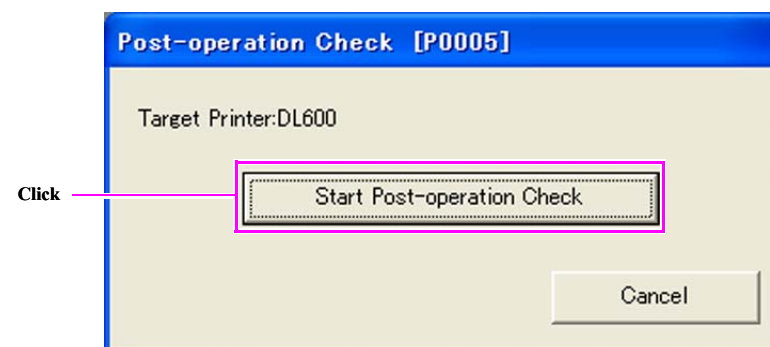 Post-operation Check [P0005]
Target Printer:DL600
Click
Start Post-operation Check
Cancel